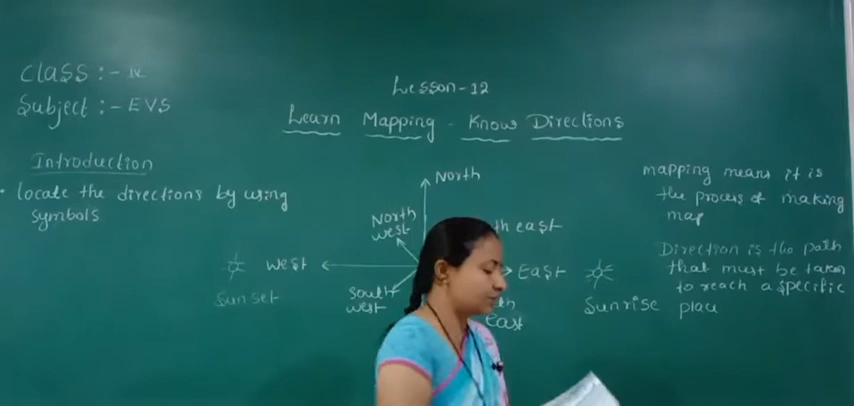 Class :- IV
Subject :- EVS
Lesson-12
Learn Mapping - Know Directions
Introduction
• locate the directions by using
symbols
North
North
west
th east
West
East
Sunset
South
west
th
East
Sunrise
mapping means it is
the process of making
map
Direction is the path
that must be taken
to reach a specific
place